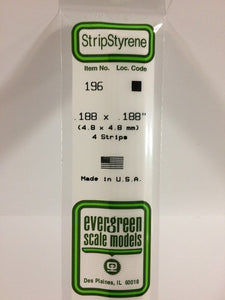 StripStyrene
Item No. Loc. Code
196
.188 x .188"
(4.8 x 4.8 mm)
4 Strips
Made in U.S.A.
evergreen
scale models
Des Plaines, IL 60018